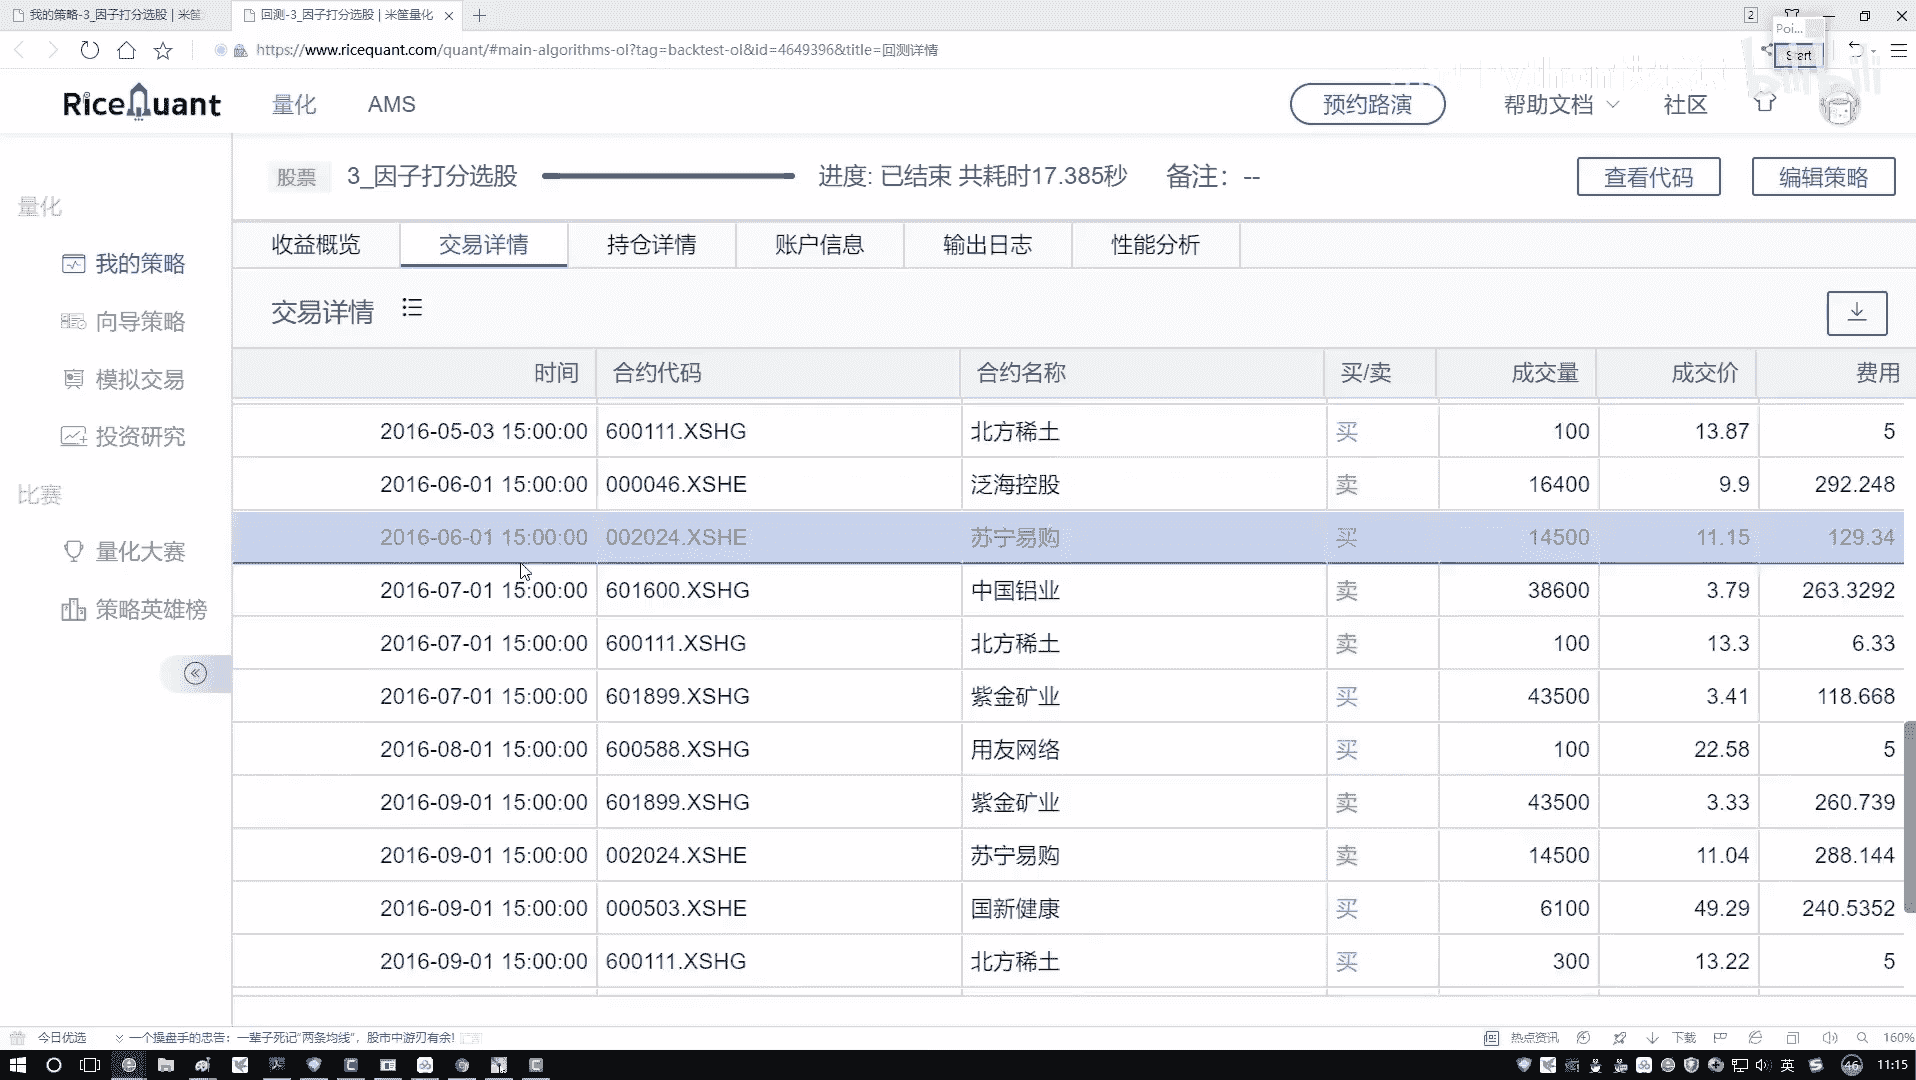 我的策略-3_因子打分选股 | 米筐
回测-3_因子打分选股 | 米筐量化
2
Poi...
https://www.ricequant.com/quant/#main-algorithms-ol?tag=backtest-ol&id=4649396&title=回测详情
Start
RiceQuant 量化 AMS 预约路演 帮助文档 社区
股票 3_因子打分选股 进度: 已结束 共耗时17.385秒 备注: -- 查看代码 编辑策略
量化
我的策略
向导策略
模拟交易
投资研究
比赛
量化大赛
策略英雄榜
收益概览 交易详情 持仓详情 账户信息 输出日志 性能分析
交易详情
时间 合约代码 合约名称 买/卖 成交量 成交价 费用
2016-05-03 15:00:00 600111.XSHG 北方稀土 买 100 13.87 5
2016-06-01 15:00:00 000046.XSHE 泛海控股 卖 16400 9.9 292.248
2016-06-01 15:00:00 002024.XSHE 苏宁易购 买 14500 11.15 129.34
2016-07-01 15:00:00 601600.XSHG 中国铝业 卖 38600 3.79 263.3292
2016-07-01 15:00:00 600111.XSHG 北方稀土 卖 100 13.3 6.33
2016-07-01 15:00:00 601899.XSHG 紫金矿业 买 43500 3.41 118.668
2016-08-01 15:00:00 600588.XSHG 用友网络 买 100 22.58 5
2016-09-01 15:00:00 601899.XSHG 紫金矿业 卖 43500 3.33 260.739
2016-09-01 15:00:00 002024.XSHE 苏宁易购 卖 14500 11.04 288.144
2016-09-01 15:00:00 000503.XSHE 国新健康 买 6100 49.29 240.5352
2016-09-01 15:00:00 600111.XSHG 北方稀土 买 300 13.22 5
今日优选 一个操盘手的忠告: 一辈子死记“两条均线”, 股市中游刃有余! 热点资讯 下载 160%
英 46 11:15